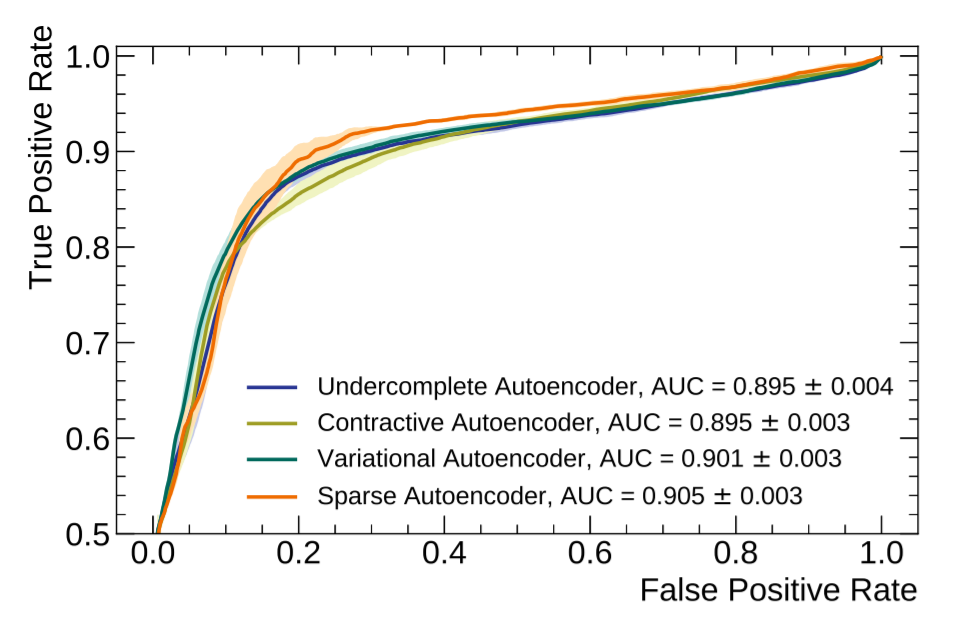 True Positive Rate
1.0
0.9
0.8
0.7
0.6
0.5
Undercomplete Autoencoder, AUC = 0.895 ± 0.004
Contractive Autoencoder, AUC = 0.895 ± 0.003
Variational Autoencoder, AUC = 0.901 ± 0.003
Sparse Autoencoder, AUC = 0.905 ± 0.003
0.0 0.2 0.4 0.6 0.8 1.0
False Positive Rate